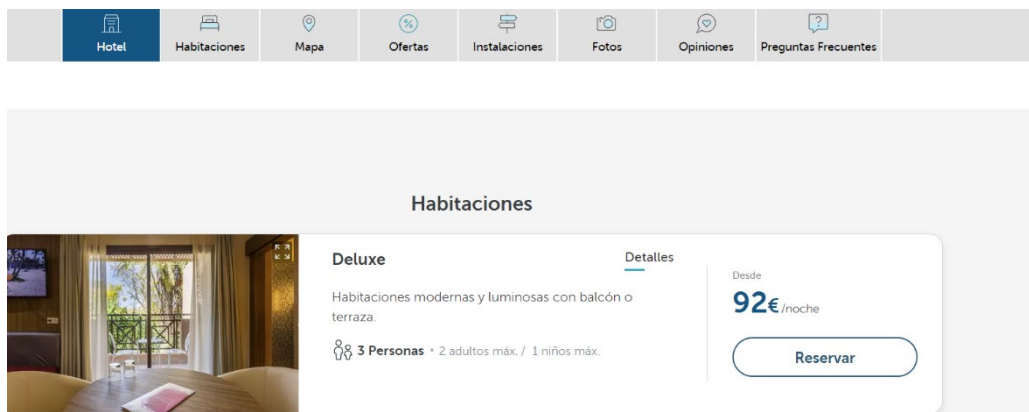 Hotel
Habitaciones
Mapa
Ofertas
Instalaciones
Fotos
Opiniones
Preguntas Frecuentes
Habitaciones
Deluxe
Detalles
Habitaciones modernas y luminosas con balcón o
terraza.
3 Personas • 2 adultos máx. / 1 niños máx.
Desde
92€/noche
Reservar